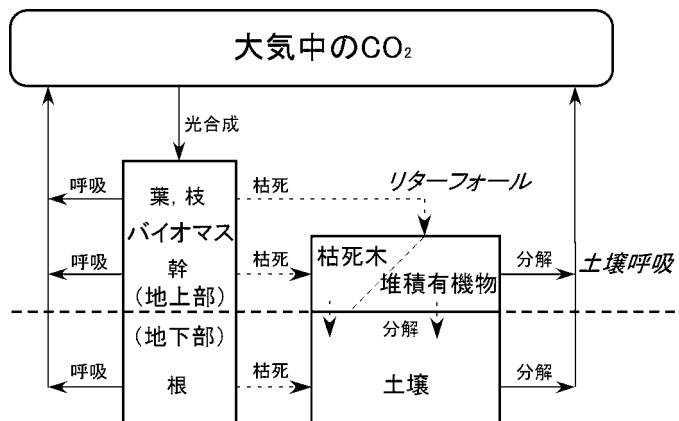 大気中のCO₂
光合成
呼吸
葉, 枝
枯死
リターフォール
バイオマス
呼吸
幹
枯死
枯死木
堆積有機物
分解
土壌呼吸
(地上部)
(地下部)
分解
呼吸
根
枯死
土壌
分解